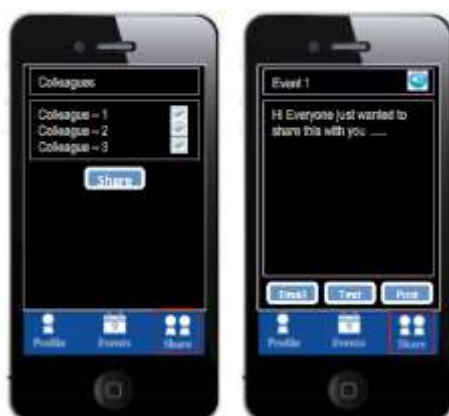 Colleagues
Colleague – 1
Colleague – 2
Colleague – 3
Share
Profile
Events
Share
Event 1
Hi Everyone just wanted to
share this with you .....
Email
Text
Print
Profile
Events
Share